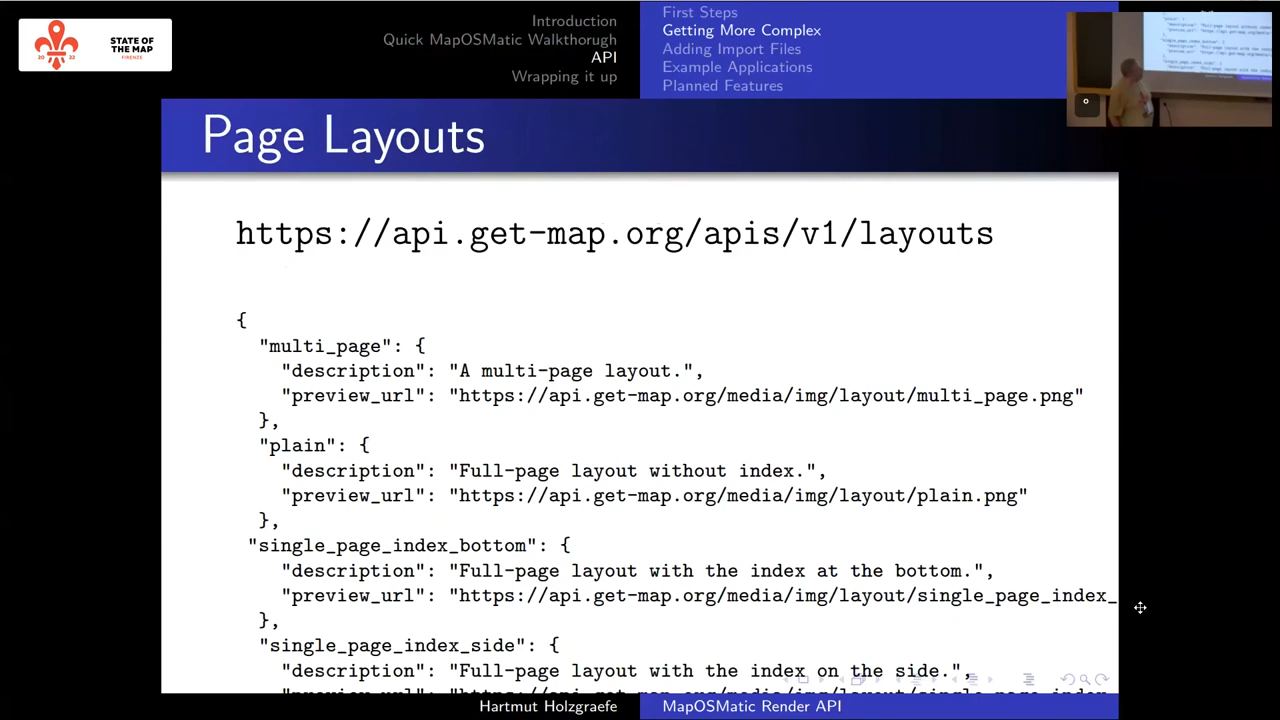 STATE OF
THE MAP
20 22
FIRENZE
Introduction
Quick MapOSMatic Walkthorugh
API
Wrapping it up
First Steps
Getting More Complex
Adding Import Files
Example Applications
Planned Features
Page Layouts
https://api.get-map.org/apis/v1/layouts
{
"multi_page": {
"description": "A multi-page layout.",
"preview_url": "https://api.get-map.org/media/img/layout/multi_page.png"
},
"plain": {
"description": "Full-page layout without index.",
"preview_url": "https://api.get-map.org/media/img/layout/plain.png"
},
"single_page_index_bottom": {
"description": "Full-page layout with the index at the bottom.",
"preview_url": "https://api.get-map.org/media/img/layout/single_page_index_
},
"single_page_index_side": {
"description": "Full-page layout with the index on the side.",
Hartmut Holzgraefe
MapOSMatic Render API